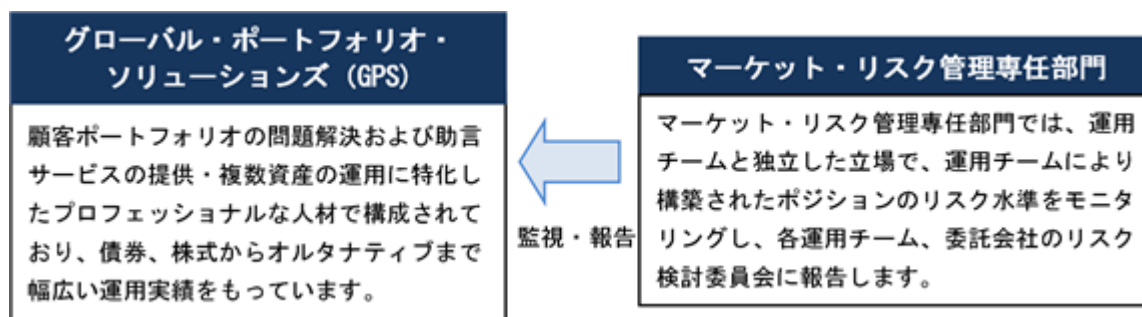 グローバル・ポートフォリオ・
ソリューションズ (GPS)
顧客ポートフォリオの問題解決および助言
サービスの提供・複数資産の運用に特化し
たプロフェッショナルな人材で構成されて
おり、債券、株式からオルタナティブまで
幅広い運用実績をもっています。
監視・報告
マーケット・リスク管理専任部門
マーケット・リスク管理専任部門では、運用
チームと独立した立場で、運用チームにより
構築されたポジションのリスク水準をモニタ
リングし、各運用チーム、委託会社のリスク
検討委員会に報告します。